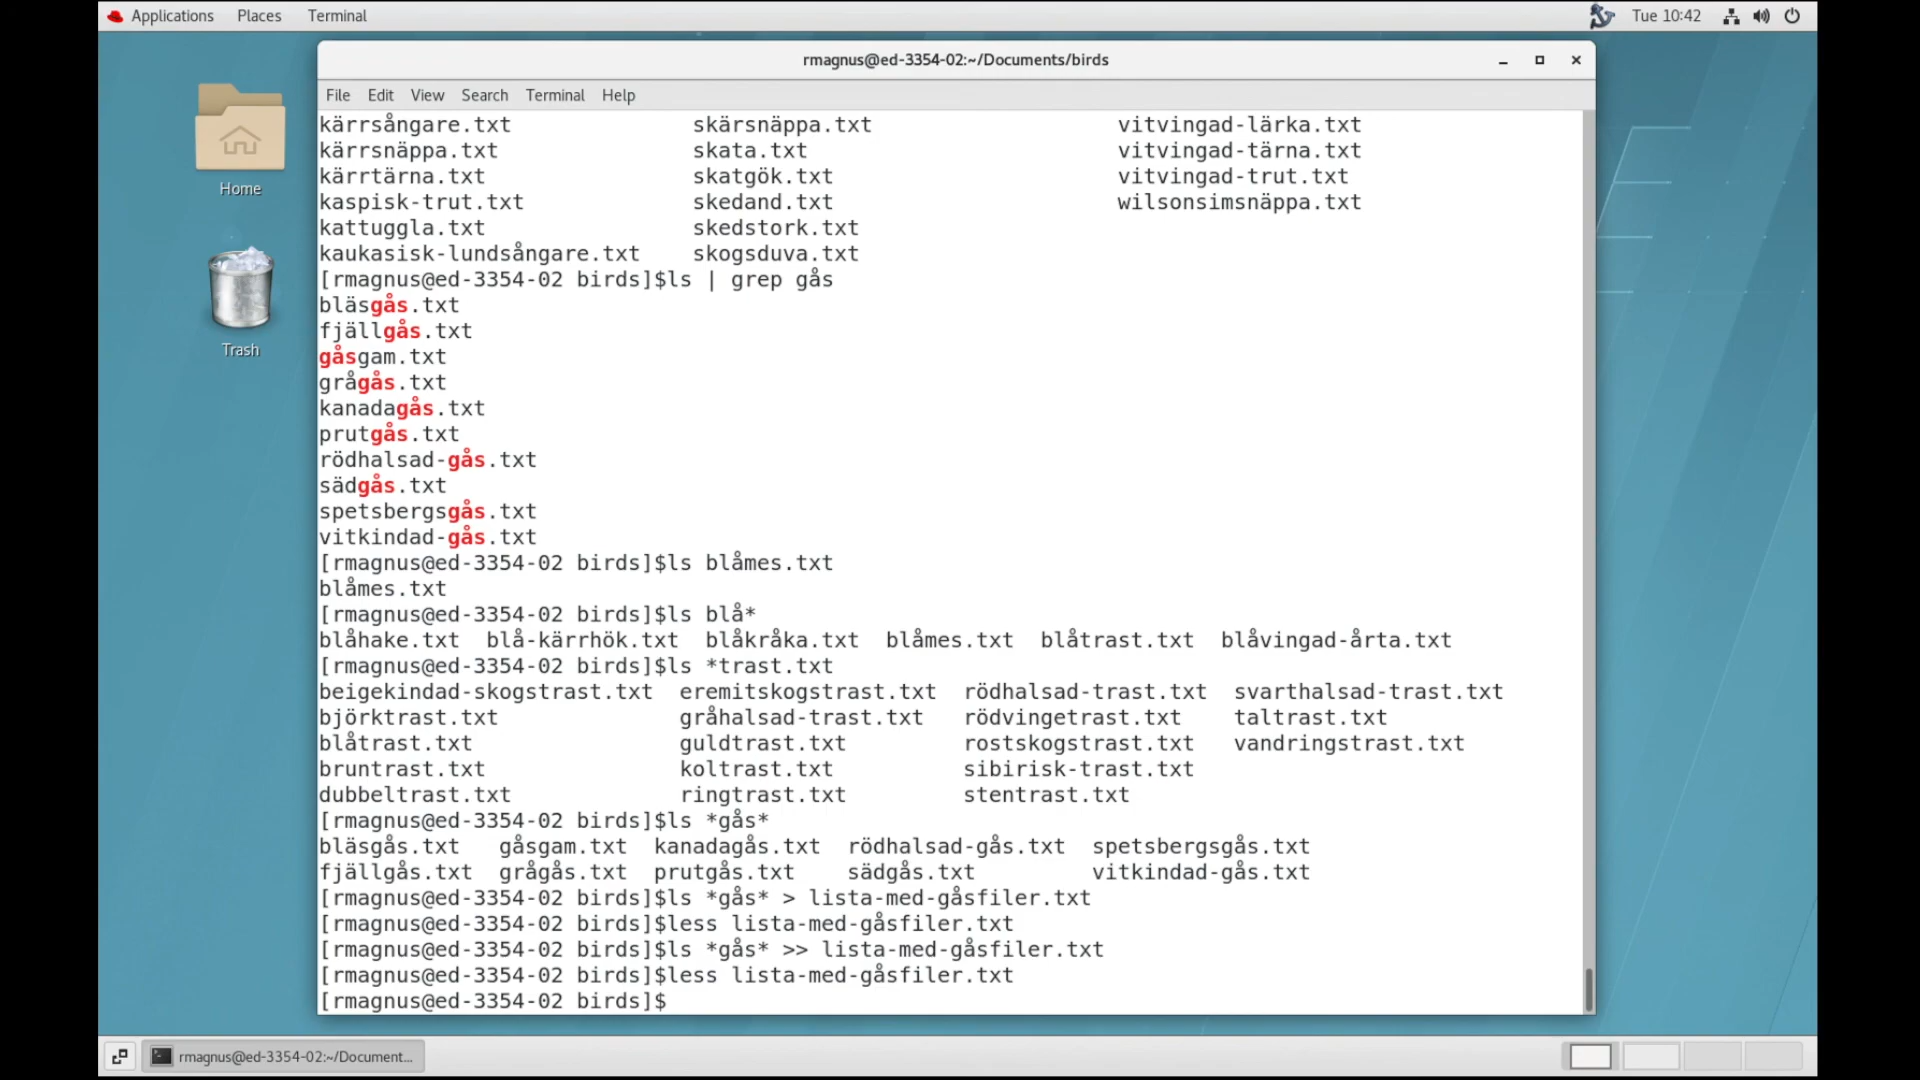 Applications Places Terminal Tue 10:42
rmagnus@ed-3354-02:~/Documents/birds
File Edit View Search Terminal Help
Home
Trash
kärrsångare.txt skärsnäppa.txt vitvingad-lärka.txt
kärrsnäppa.txt skata.txt vitvingad-tärna.txt
kärrtärna.txt skatgök.txt vitvingad-trut.txt
kaspisk-trut.txt skedand.txt wilsonsimsnäppa.txt
kattuggla.txt skedstork.txt
kaukasisk-lundsångare.txt skogsduva.txt
[rmagnus@ed-3354-02 birds]$ls | grep gås
bläsgås.txt
fjällgås.txt
gåsgam.txt
grågås.txt
kanadagås.txt
prutgås.txt
rödhalsad-gås.txt
sädgås.txt
spetsbergsgås.txt
vitkindad-gås.txt
[rmagnus@ed-3354-02 birds]$ls blåmes.txt
blåmes.txt
[rmagnus@ed-3354-02 birds]$ls blå*
blåhake.txt blå-kärrhök.txt blåkråka.txt blåmes.txt blåtrast.txt blåvingad-årta.txt
[rmagnus@ed-3354-02 birds]$ls *trast.txt
beigekindad-skogstrast.txt eremitskogstrast.txt rödhalsad-trast.txt svarthalsad-trast.txt
björktrast.txt gråhalsad-trast.txt rödvingetrast.txt taltrast.txt
blåtrast.txt guldtrast.txt rostskogstrast.txt vandringstrast.txt
bruntrast.txt koltrast.txt sibirisk-trast.txt
dubbeltrast.txt ringtrast.txt stentrast.txt
[rmagnus@ed-3354-02 birds]$ls *gås*
bläsgås.txt gåsgam.txt kanadagås.txt rödhalsad-gås.txt spetsbergsgås.txt
fjällgås.txt grågås.txt prutgås.txt sädgås.txt vitkindad-gås.txt
[rmagnus@ed-3354-02 birds]$ls *gås* > lista-med-gåsfiler.txt
[rmagnus@ed-3354-02 birds]$less lista-med-gåsfiler.txt
[rmagnus@ed-3354-02 birds]$ls *gås* >> lista-med-gåsfiler.txt
[rmagnus@ed-3354-02 birds]$less lista-med-gåsfiler.txt
[rmagnus@ed-3354-02 birds]$
rmagnus@ed-3354-02:~/Document...